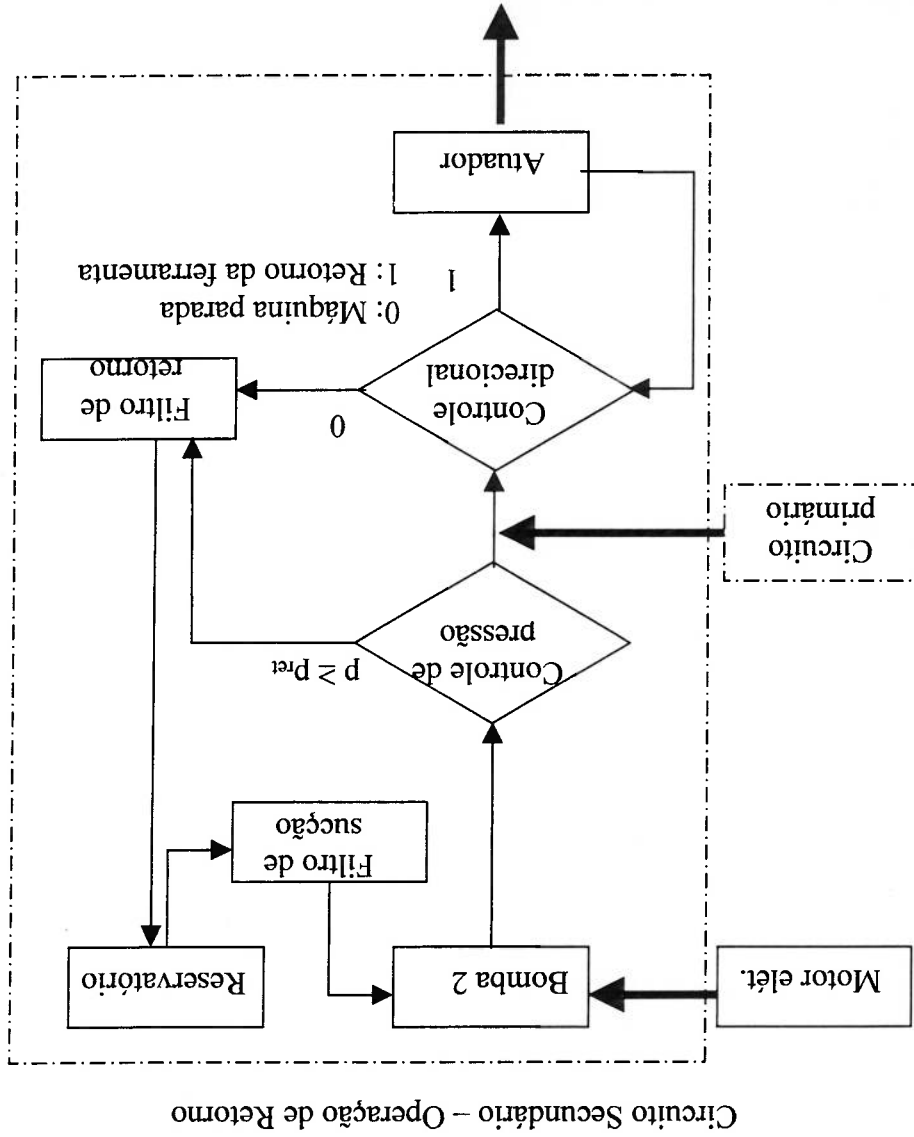 Circuito Secundário – Operação de Retorno
Motor elét.
Bomba 2
Reservatório
Filtro de
sucção
Controle de
pressão
p ≥ pret
Circuito
primário
Controle
direcional
0
Filtro de
retorno
1
0: Máquina parada
1: Retorno da ferramenta
Atuador